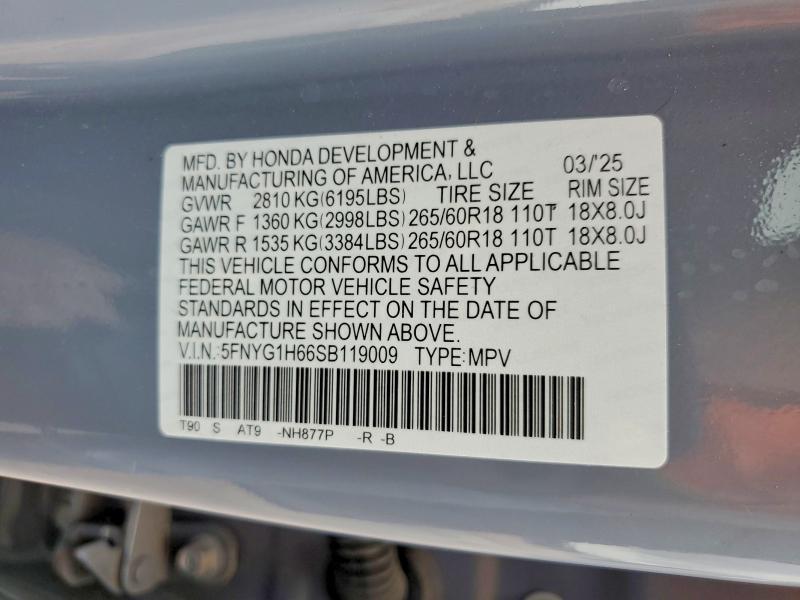 MFD. BY HONDA DEVELOPMENT &
MANUFACTURING OF AMERICA, LLC 03/'25
GVWR 2810 KG(6195LBS) TIRE SIZE RIM SIZE
GAWR F 1360 KG(2998LBS) 265/60R18 110T 18X8.0J
GAWR R 1535 KG(3384LBS) 265/60R18 110T 18X8.0J
THIS VEHICLE CONFORMS TO ALL APPLICABLE
FEDERAL MOTOR VEHICLE SAFETY
STANDARDS IN EFFECT ON THE DATE OF
MANUFACTURE SHOWN ABOVE.
V.I.N.:5FNYG1H66SB119009 TYPE:MPV
T90 S AT9 -NH877P -R -B